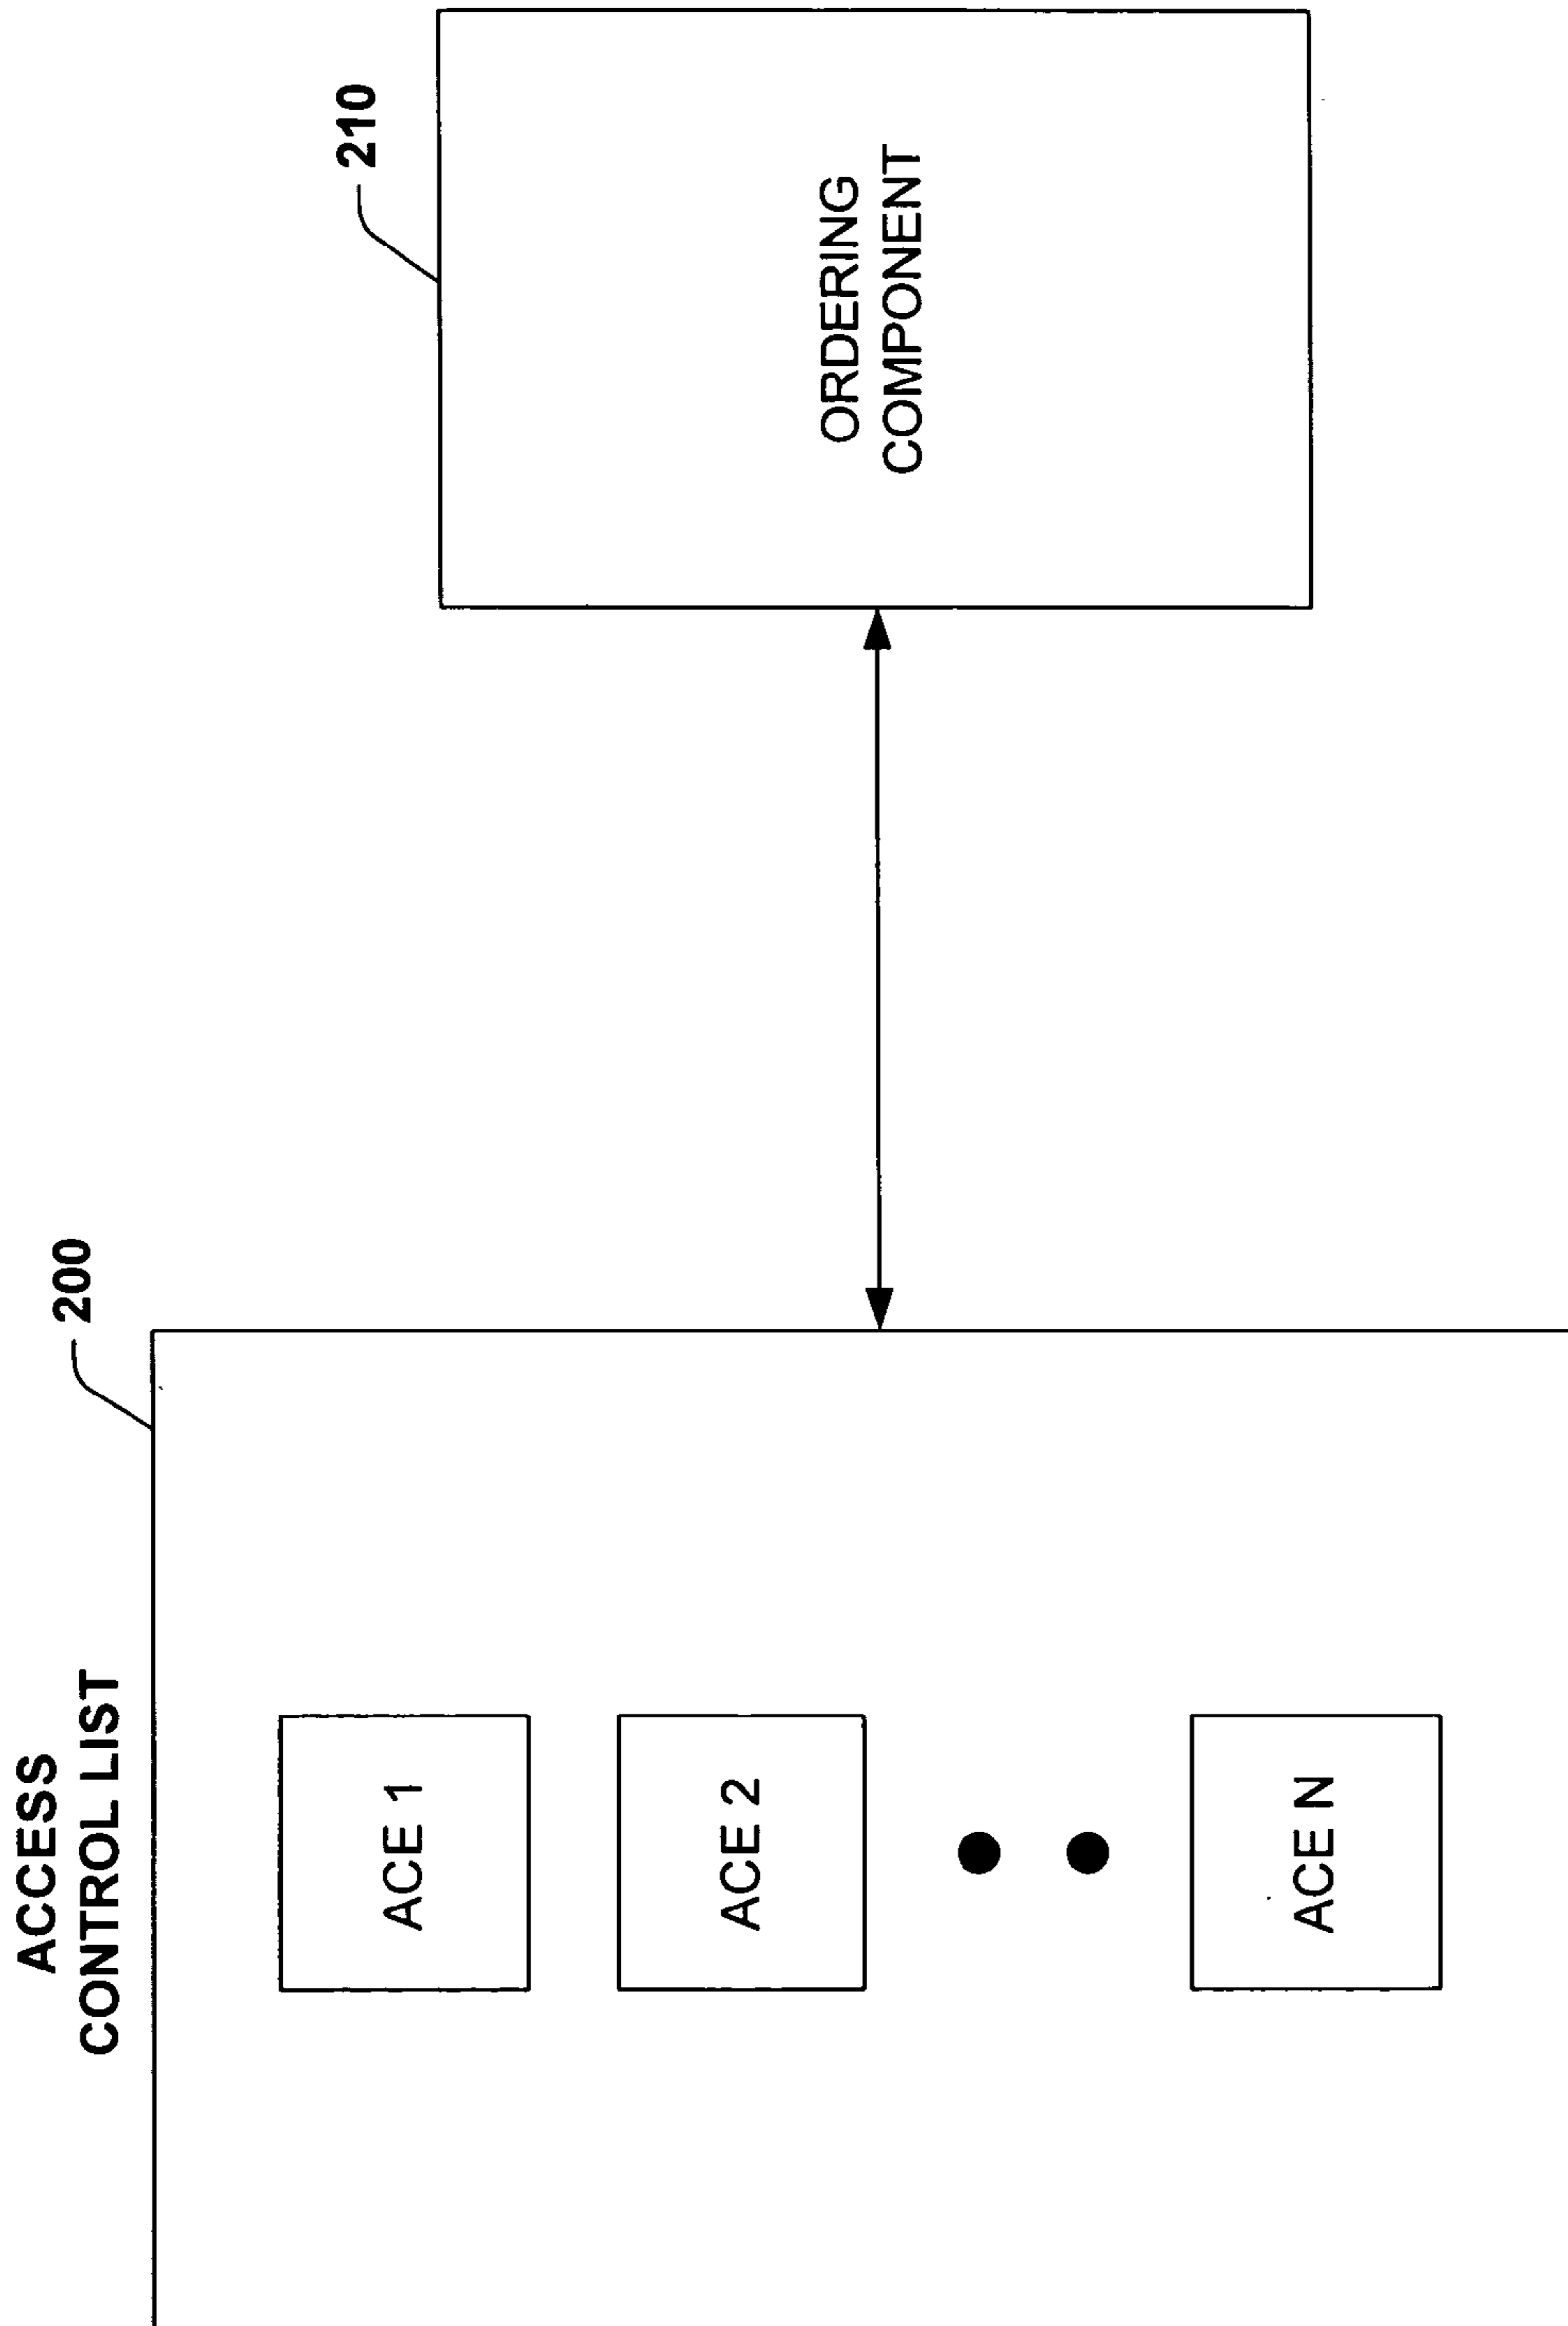 ACCESS
CONTROL LIST
200
ACE 1
ACE 2
ACE N
210
ORDERING
COMPONENT